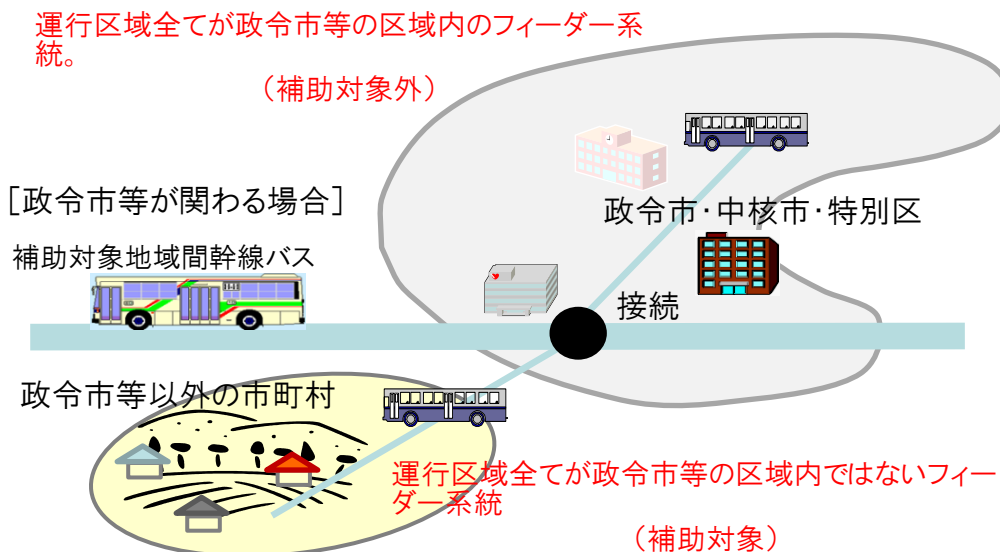 運行区域全てが政令市等の区域内のフィーダー系
統。
（補助対象外）
［政令市等が関わる場合］
政令市・中核市・特別区
補助対象地域間幹線バス
接続
政令市等以外の市町村
運行区域全てが政令市等の区域内ではないフィー
ダー系統
（補助対象）